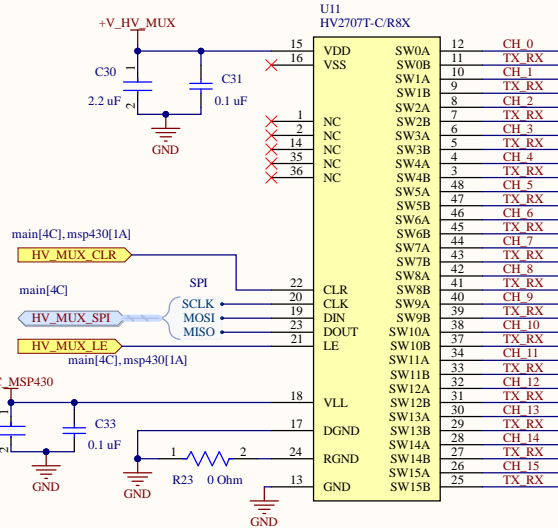 U11
HV2707T-C/R8X
+V_HV_MUX
C30
2.2 uF
1
2
C31
0.1 uF
GND
15 VDD SW0A 12 CH_0
16 VSS SW0B 11 TX_RX
SW1A 10 CH_1
SW1B 9 TX_RX
SW2A 8 CH_2
1 NC SW2B 7 TX_RX
2 NC SW3A 6 CH_3
14 NC SW3B 5 TX_RX
35 NC SW4A 4 CH_4
36 NC SW4B 3 TX_RX
SW5A 48 CH_5
SW5B 47 TX_RX
SW6A 46 CH_6
SW6B 45 TX_RX
SW7A 44 CH_7
SW7B 43 TX_RX
SW8A 42 CH_8
22 CLR SW8B 41 TX_RX
20 CLK SW9A 40 CH_9
19 DIN SW9B 39 TX_RX
23 DOUT SW10A 38 CH_10
21 LE SW10B 37 TX_RX
SW11A 34 CH_11
SW11B 33 TX_RX
SW12A 32 CH_12
18 VLL SW12B 31 TX_RX
SW13A 30 CH_13
17 DGND SW13B 29 TX_RX
SW14A 28 CH_14
24 RGND SW14B 27 TX_RX
SW15A 26 CH_15
13 GND SW15B 25 TX_RX
main[4C], msp430[1A]
HV_MUX_CLR
main[4C]
HV_MUX_SPI
SPI
SCLK
MOSI
MISO
HV_MUX_LE
main[4C], msp430[1A]
C_MSP430
1
2
C33
0.1 uF
GND
1 2
R23 0 Ohm
GND
GND